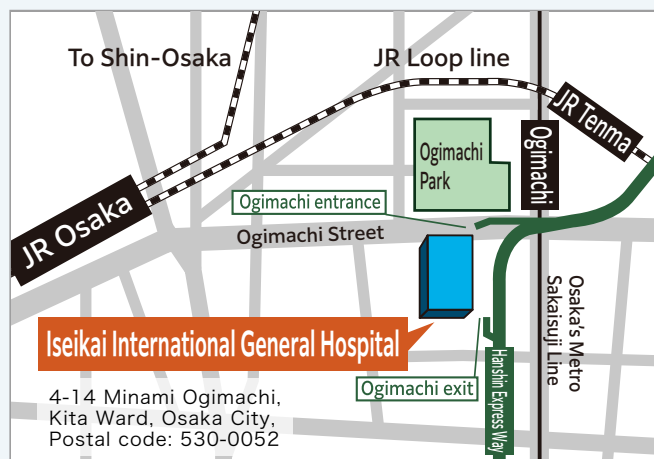 To Shin-Osaka
JR Loop line
JR Tenma
Ogimachi
Park
Ogimachi
Ogimachi entrance
JR Osaka
Ogimachi Street
Osaka's Metro
Sakaisuji Line
Iseikai International General Hospital
Ogimachi exit
Hanshin Express Way
4-14 Minami Ogimachi,
Kita Ward, Osaka City,
Postal code: 530-0052